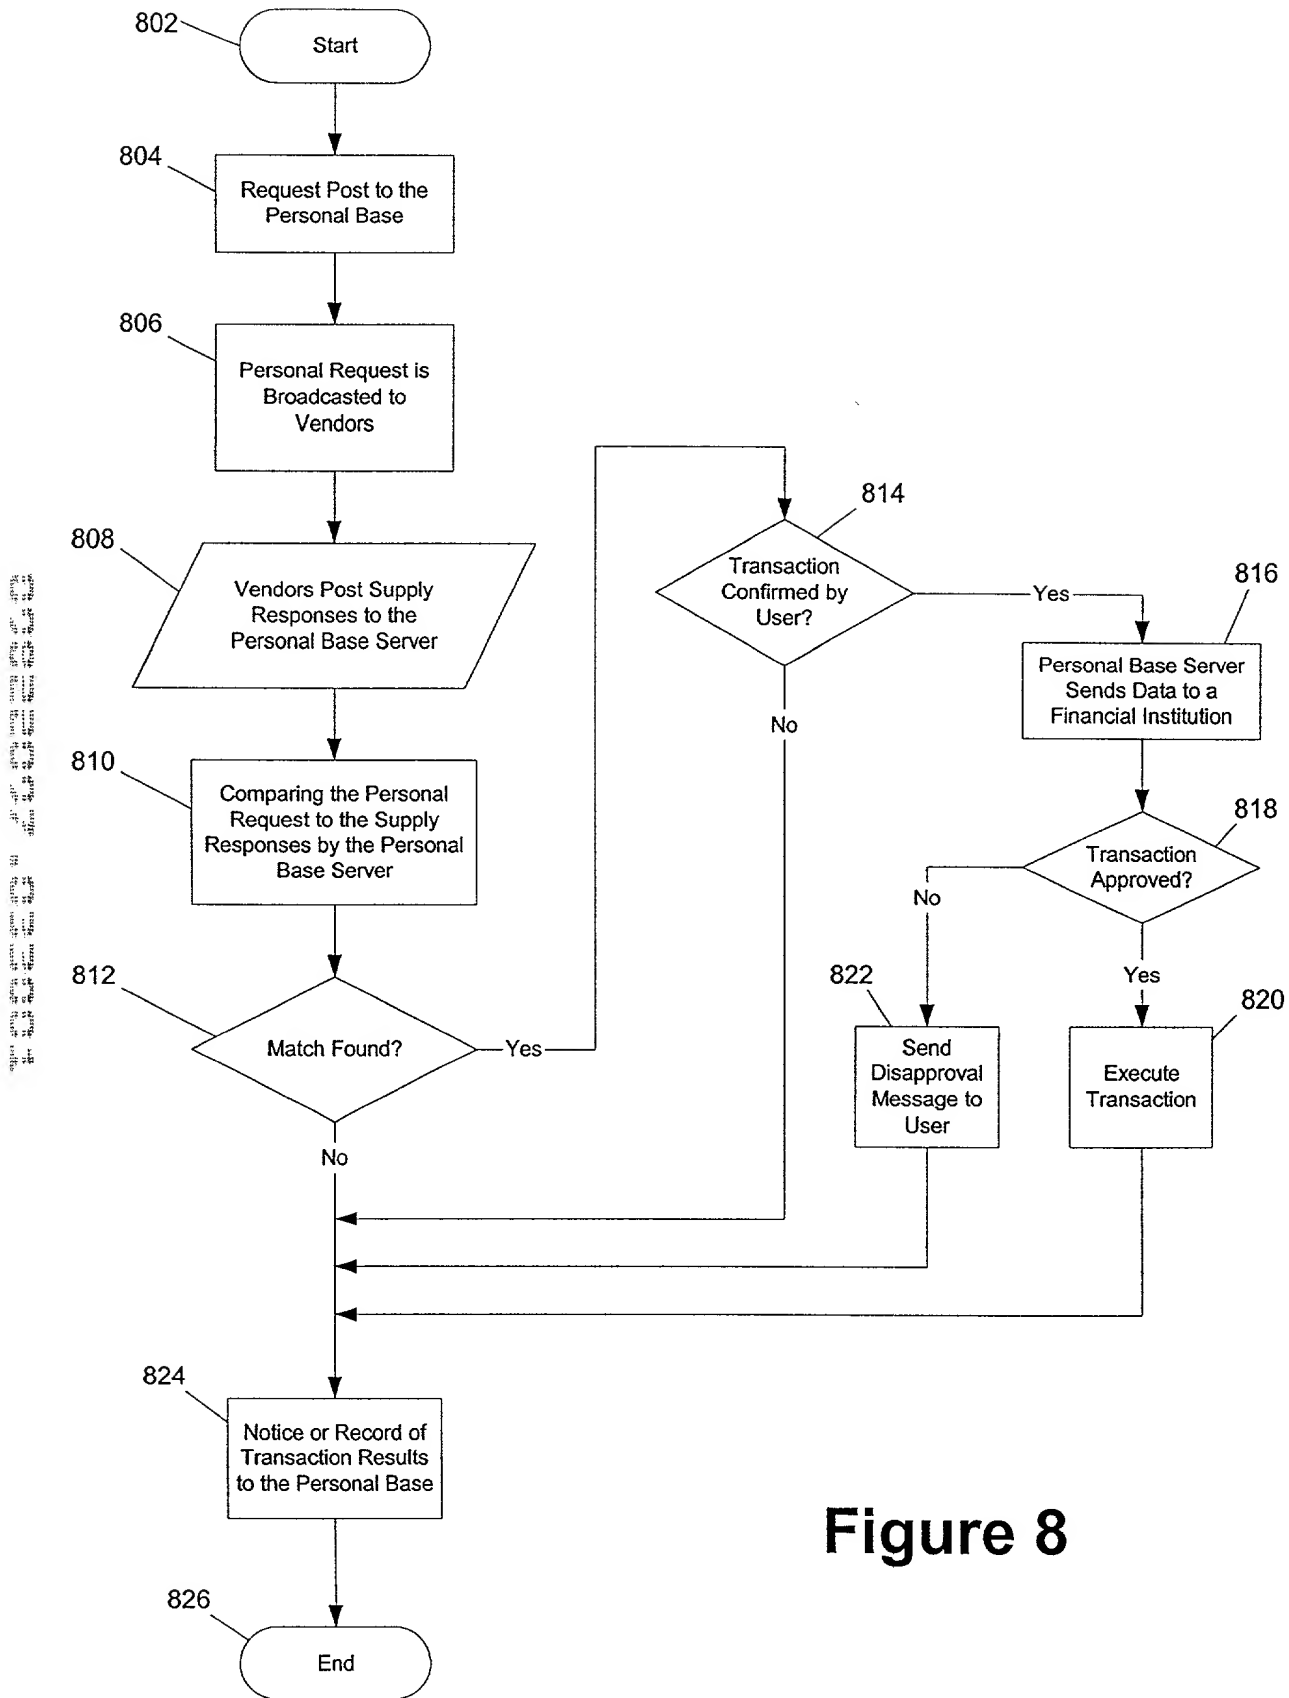 802
Start
804
Request Post to the
Personal Base
806
Personal Request is
Broadcasted to
Vendors
808
Vendors Post Supply
Responses to the
Personal Base Server
810
Comparing the Personal
Request to the Supply
Responses by the Personal
Base Server
812
Match Found?
Yes
No
814
Transaction
Confirmed by
User?
Yes
No
816
Personal Base Server
Sends Data to a
Financial Institution
818
Transaction
Approved?
No
Yes
822
Send
Disapproval
Message to
User
820
Execute
Transaction
824
Notice or Record of
Transaction Results
to the Personal Base
826
End
Figure 8